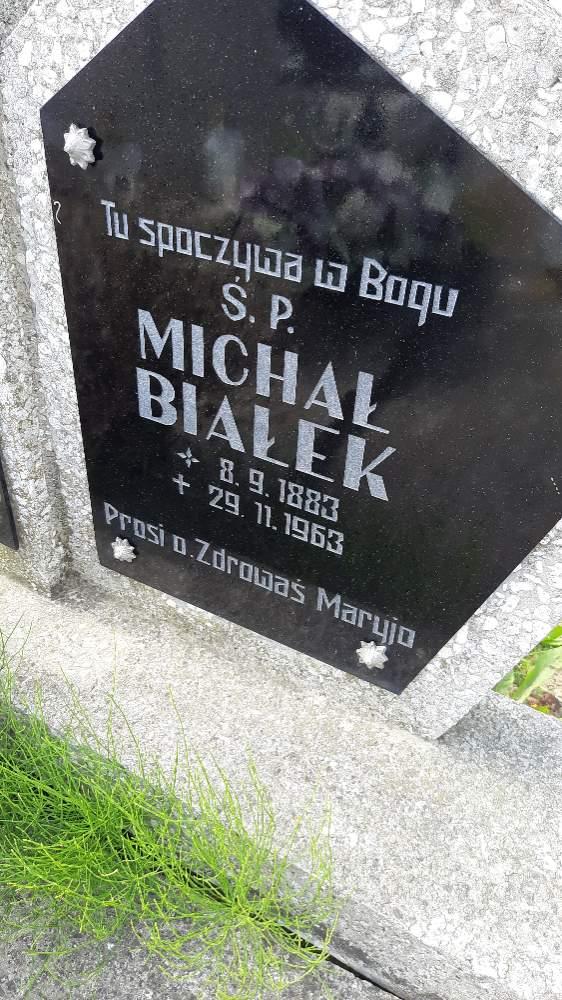 Tu spoczywa w Bogu
Ś. P.
MICHAŁ
BIAŁEK
8. 9. 1883
29. 11. 1963
Prosi o. Zdrowaś Maryjo